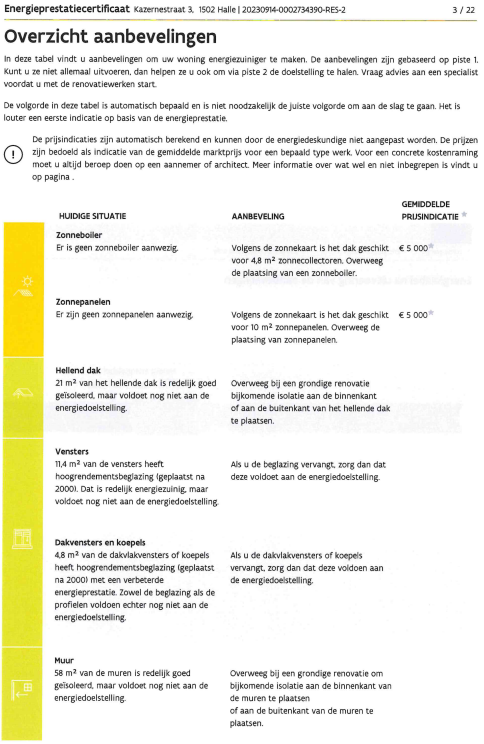 Energieprestatiecertificaat Kazernestraat 3, 1502 Halle | 20230914-0002734390-RES-2 3 / 22
Overzicht aanbevelingen
In deze tabel vindt u aanbevelingen om uw woning energiezuiniger te maken. De aanbevelingen zijn gebaseerd op piste 1.
Kunt u ze niet allemaal uitvoeren, dan helpen ze u ook om via piste 2 de doelstelling te halen. Vraag advies aan een specialist
voordat u met de renovatiewerken start.
De volgorde in deze tabel is automatisch bepaald en is niet noodzakelijk de juiste volgorde om aan de slag te gaan. Het is
louter een eerste indicatie op basis van de energieprestatie.
De prijsindicaties zijn automatisch berekend en kunnen door de energiedeskundige niet aangepast worden. De prijzen
zijn bedoeld als indicatie van de gemiddelde marktprijs voor een bepaald type werk. Voor een concrete kostenraming
moet u altijd beroep doen op een aannemer of architect. Meer informatie over wat wel en niet inbegrepen is vindt u
op pagina .
GEMIDDELDE
HUIDIGE SITUATIE AANBEVELING PRIJSINDICATIE
Zonneboiler
Er is geen zonneboiler aanwezig. Volgens de zonnekaart is het dak geschikt € 5 000
voor 4,8 m² zonnecollectoren. Overweeg
de plaatsing van een zonneboiler.
Zonnepanelen
Er zijn geen zonnepanelen aanwezig. Volgens de zonnekaart is het dak geschikt € 5 000
voor 10 m² zonnepanelen. Overweeg de
plaatsing van zonnepanelen.
Hellend dak
21 m² van het hellende dak is redelijk goed Overweeg bij een grondige renovatie
geïsoleerd, maar voldoet nog niet aan de bijkomende isolatie aan de binnenkant
energiedoelstelling. of aan de buitenkant van het hellende dak
te plaatsen.
Vensters
11,4 m² van de vensters heeft Als u de beglazing vervangt, zorg dan dat
hoogrendementsbeglazing (geplaatst na deze voldoet aan de energiedoelstelling.
2000). Dat is redelijk energiezuinig, maar
voldoet nog niet aan de energiedoelstelling.
Dakvensters en koepels
4,8 m² van de dakvlakvensters of koepels Als u de dakvlakvensters of koepels
heeft hoogrendementsbeglazing (geplaatst vervangt, zorg dan dat deze voldoen aan
na 2000) met een verbeterde de energiedoelstelling.
energieprestatie. Zowel de beglazing als de
profielen voldoen echter nog niet aan de
energiedoelstelling.
Muur
58 m² van de muren is redelijk goed Overweeg bij een grondige renovatie om
geïsoleerd, maar voldoet nog niet aan de bijkomende isolatie aan de binnenkant van
energiedoelstelling. de muren te plaatsen
of aan de buitenkant van de muren te
plaatsen.